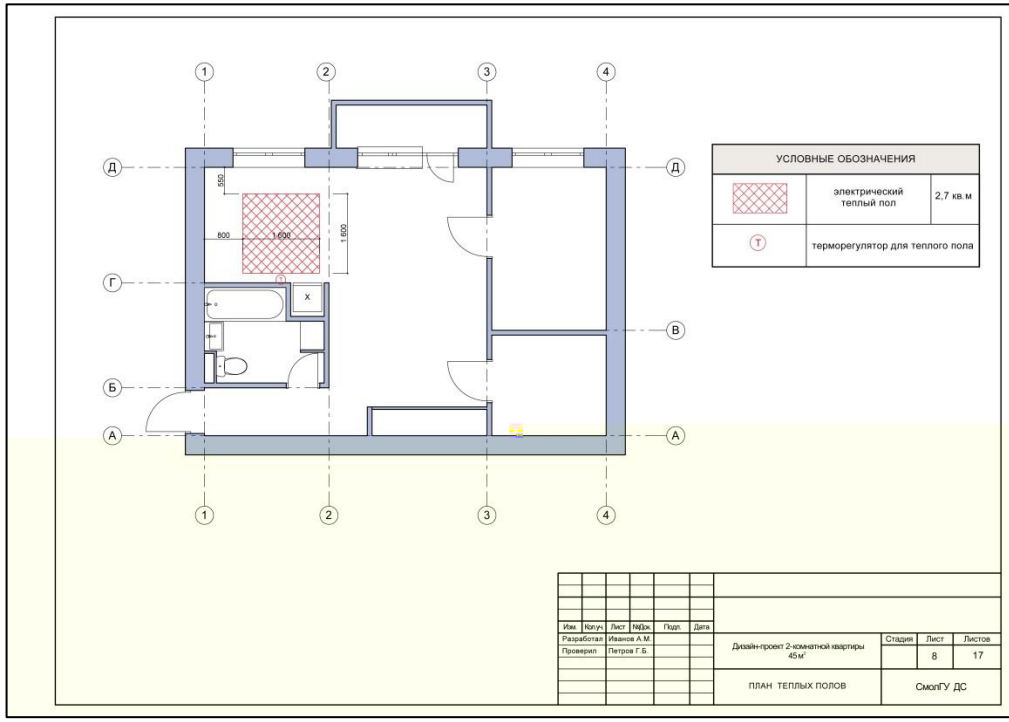 1
2
3
4
Д
Д
550
800
1 600
1 600
Т
Г
Х
В
Б
А
А
1
2
3
4
УСЛОВНЫЕ ОБОЗНАЧЕНИЯ
электрический
теплый пол
2,7 кв.м
Т
терморегулятор для теплого пола
Изм. Кол.уч. Лист №Док. Подп. Дата
Разработал Иванов А.М.
Проверил Петров Г.Б.
Дизайн-проект 2-комнатной квартиры
45 м²
Стадия Лист Листов
8 17
ПЛАН ТЕПЛЫХ ПОЛОВ
СмолГУ ДС